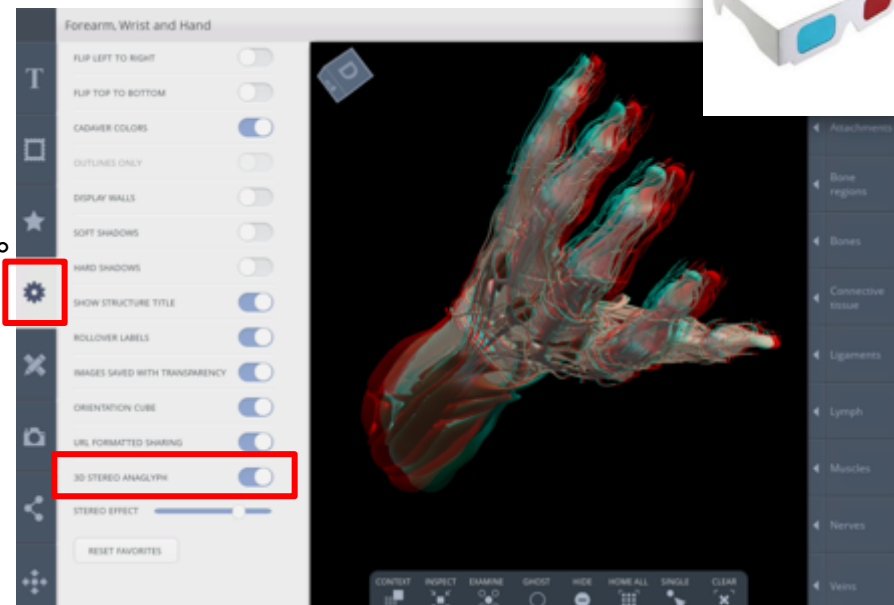 Forearm, Wrist and Hand
T
FLIP LEFT TO RIGHT
FLIP TOP TO BOTTOM
CADAVER COLORS
OUTLINES ONLY
DISPLAY WALLS
SOFT SHADOWS
HARD SHADOWS
SHOW STRUCTURE TITLE
ROLLOVER LABELS
IMAGES SAVED WITH TRANSPARENCY
ORIENTATION CUBE
URL FORMATTED SHARING
3D STEREO ANAGLYPH
STEREO EFFECT
RESET FAVORITES
D
Attachments
Bone
regions
Bones
Connective
tissue
Ligaments
Lymph
Muscles
Nerves
Veins
CONTEXT INSPECT EXAMINE GHOST HIDE HOME ALL SINGLE CLEAR